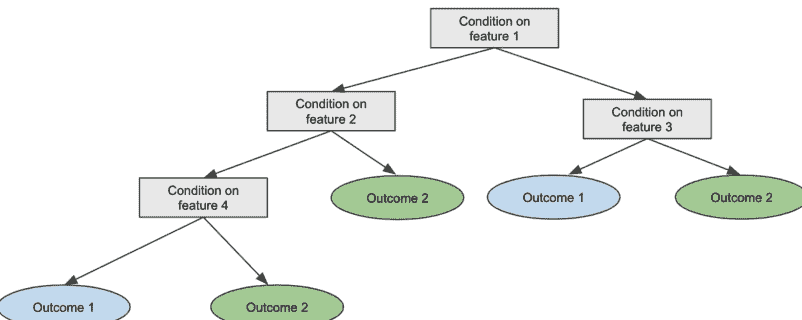 Condition on
feature 1
Condition on
feature 2
Condition on
feature 3
Condition on
feature 4
Outcome 2
Outcome 1
Outcome 2
Outcome 1
Outcome 2